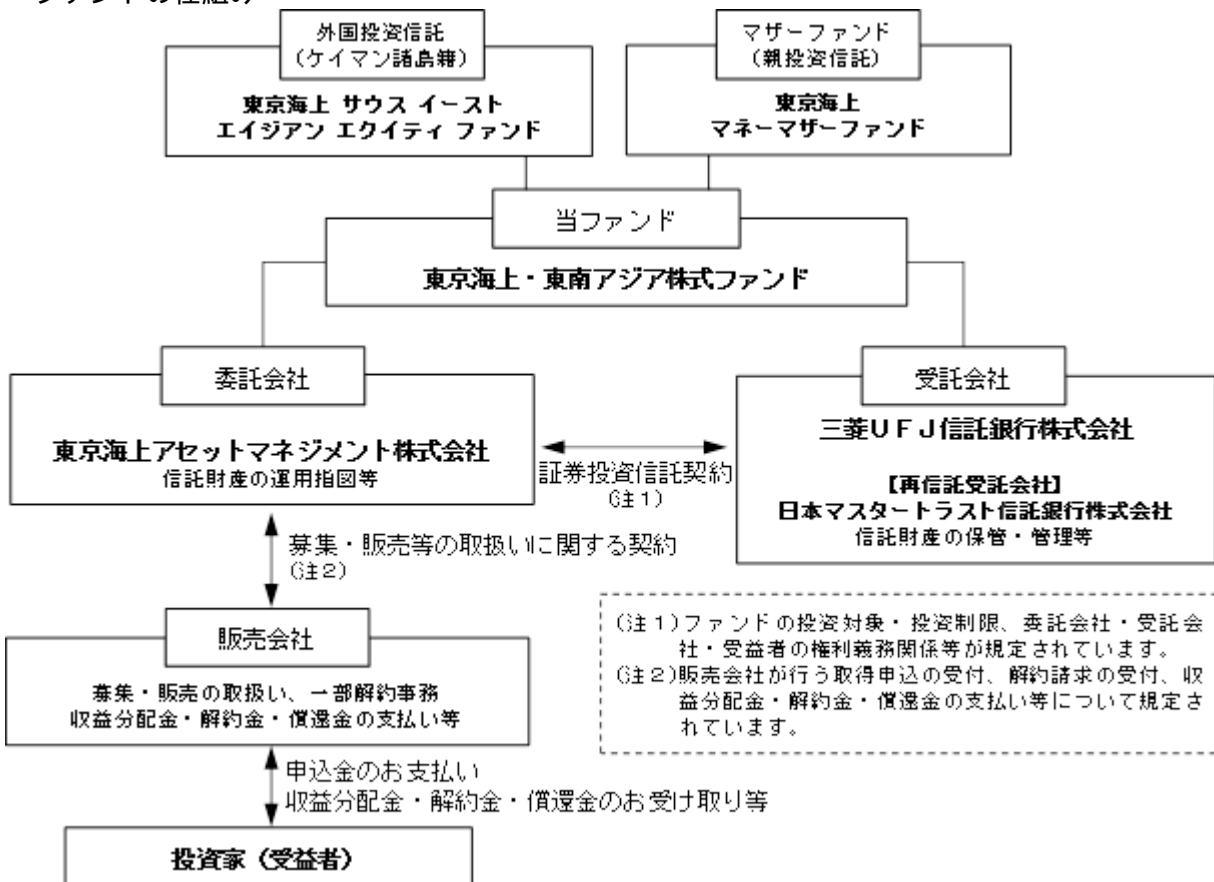 ファンドの仕組み
外国投資信託
（ケイマン諸島籍）
東京海上 サウス イースト
エイジアン エクイティ ファンド
マザーファンド
（親投資信託）
東京海上
マネーマザーファンド
当ファンド
東京海上・東南アジア株式ファンド
委託会社
東京海上アセットマネジメント株式会社
信託財産の運用指図等
証券投資信託契約
（注１）
受託会社
三菱ＵＦＪ信託銀行株式会社
【再信託受託会社】
日本マスタートラスト信託銀行株式会社
信託財産の保管・管理等
募集・販売等の取扱いに関する契約
（注２）
販売会社
募集・販売の取扱い、一部解約事務
収益分配金・解約金・償還金の支払い等
（注１）ファンドの投資対象・投資制限、委託会社・受託会
社・受益者の権利義務関係等が規定されています。
（注２）販売会社が行う取得申込の受付、解約請求の受付、収
益分配金・解約金・償還金の支払い等について規定さ
れています。
申込金のお支払い
収益分配金・解約金・償還金のお受け取り等
投資家（受益者）